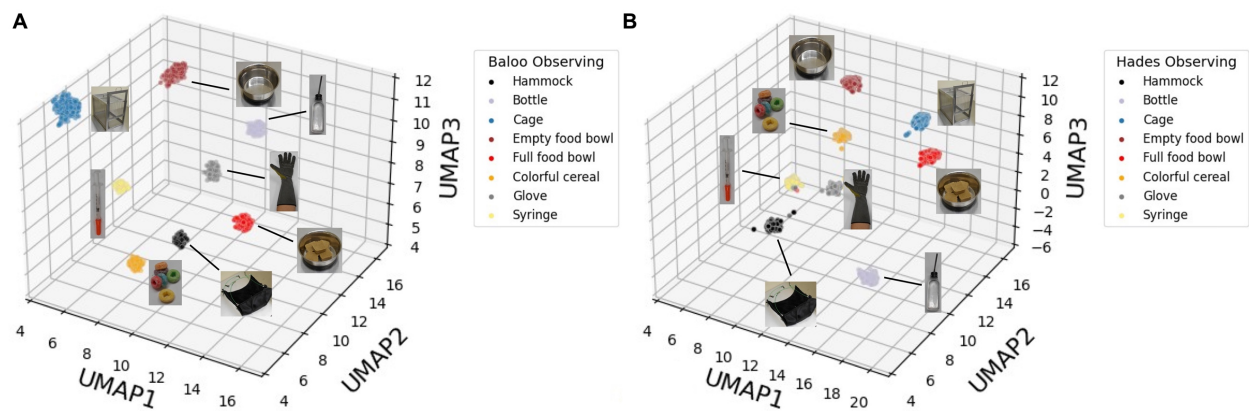 A
Baloo Observing
Hammock
Bottle
Cage
Empty food bowl
Full food bowl
Colorful cereal
Glove
Syringe
12
11
10
9
8
7
6
5
4
UMAP3
4
6
8
10
12
14
16
UMAP1
4
6
8
10
12
14
16
UMAP2
B
Hades Observing
Hammock
Bottle
Cage
Empty food bowl
Full food bowl
Colorful cereal
Glove
Syringe
12
10
8
6
4
2
0
−2
−4
−6
UMAP3
4
6
8
10
12
14
16
18
20
UMAP1
4
6
8
10
12
14
16
UMAP2